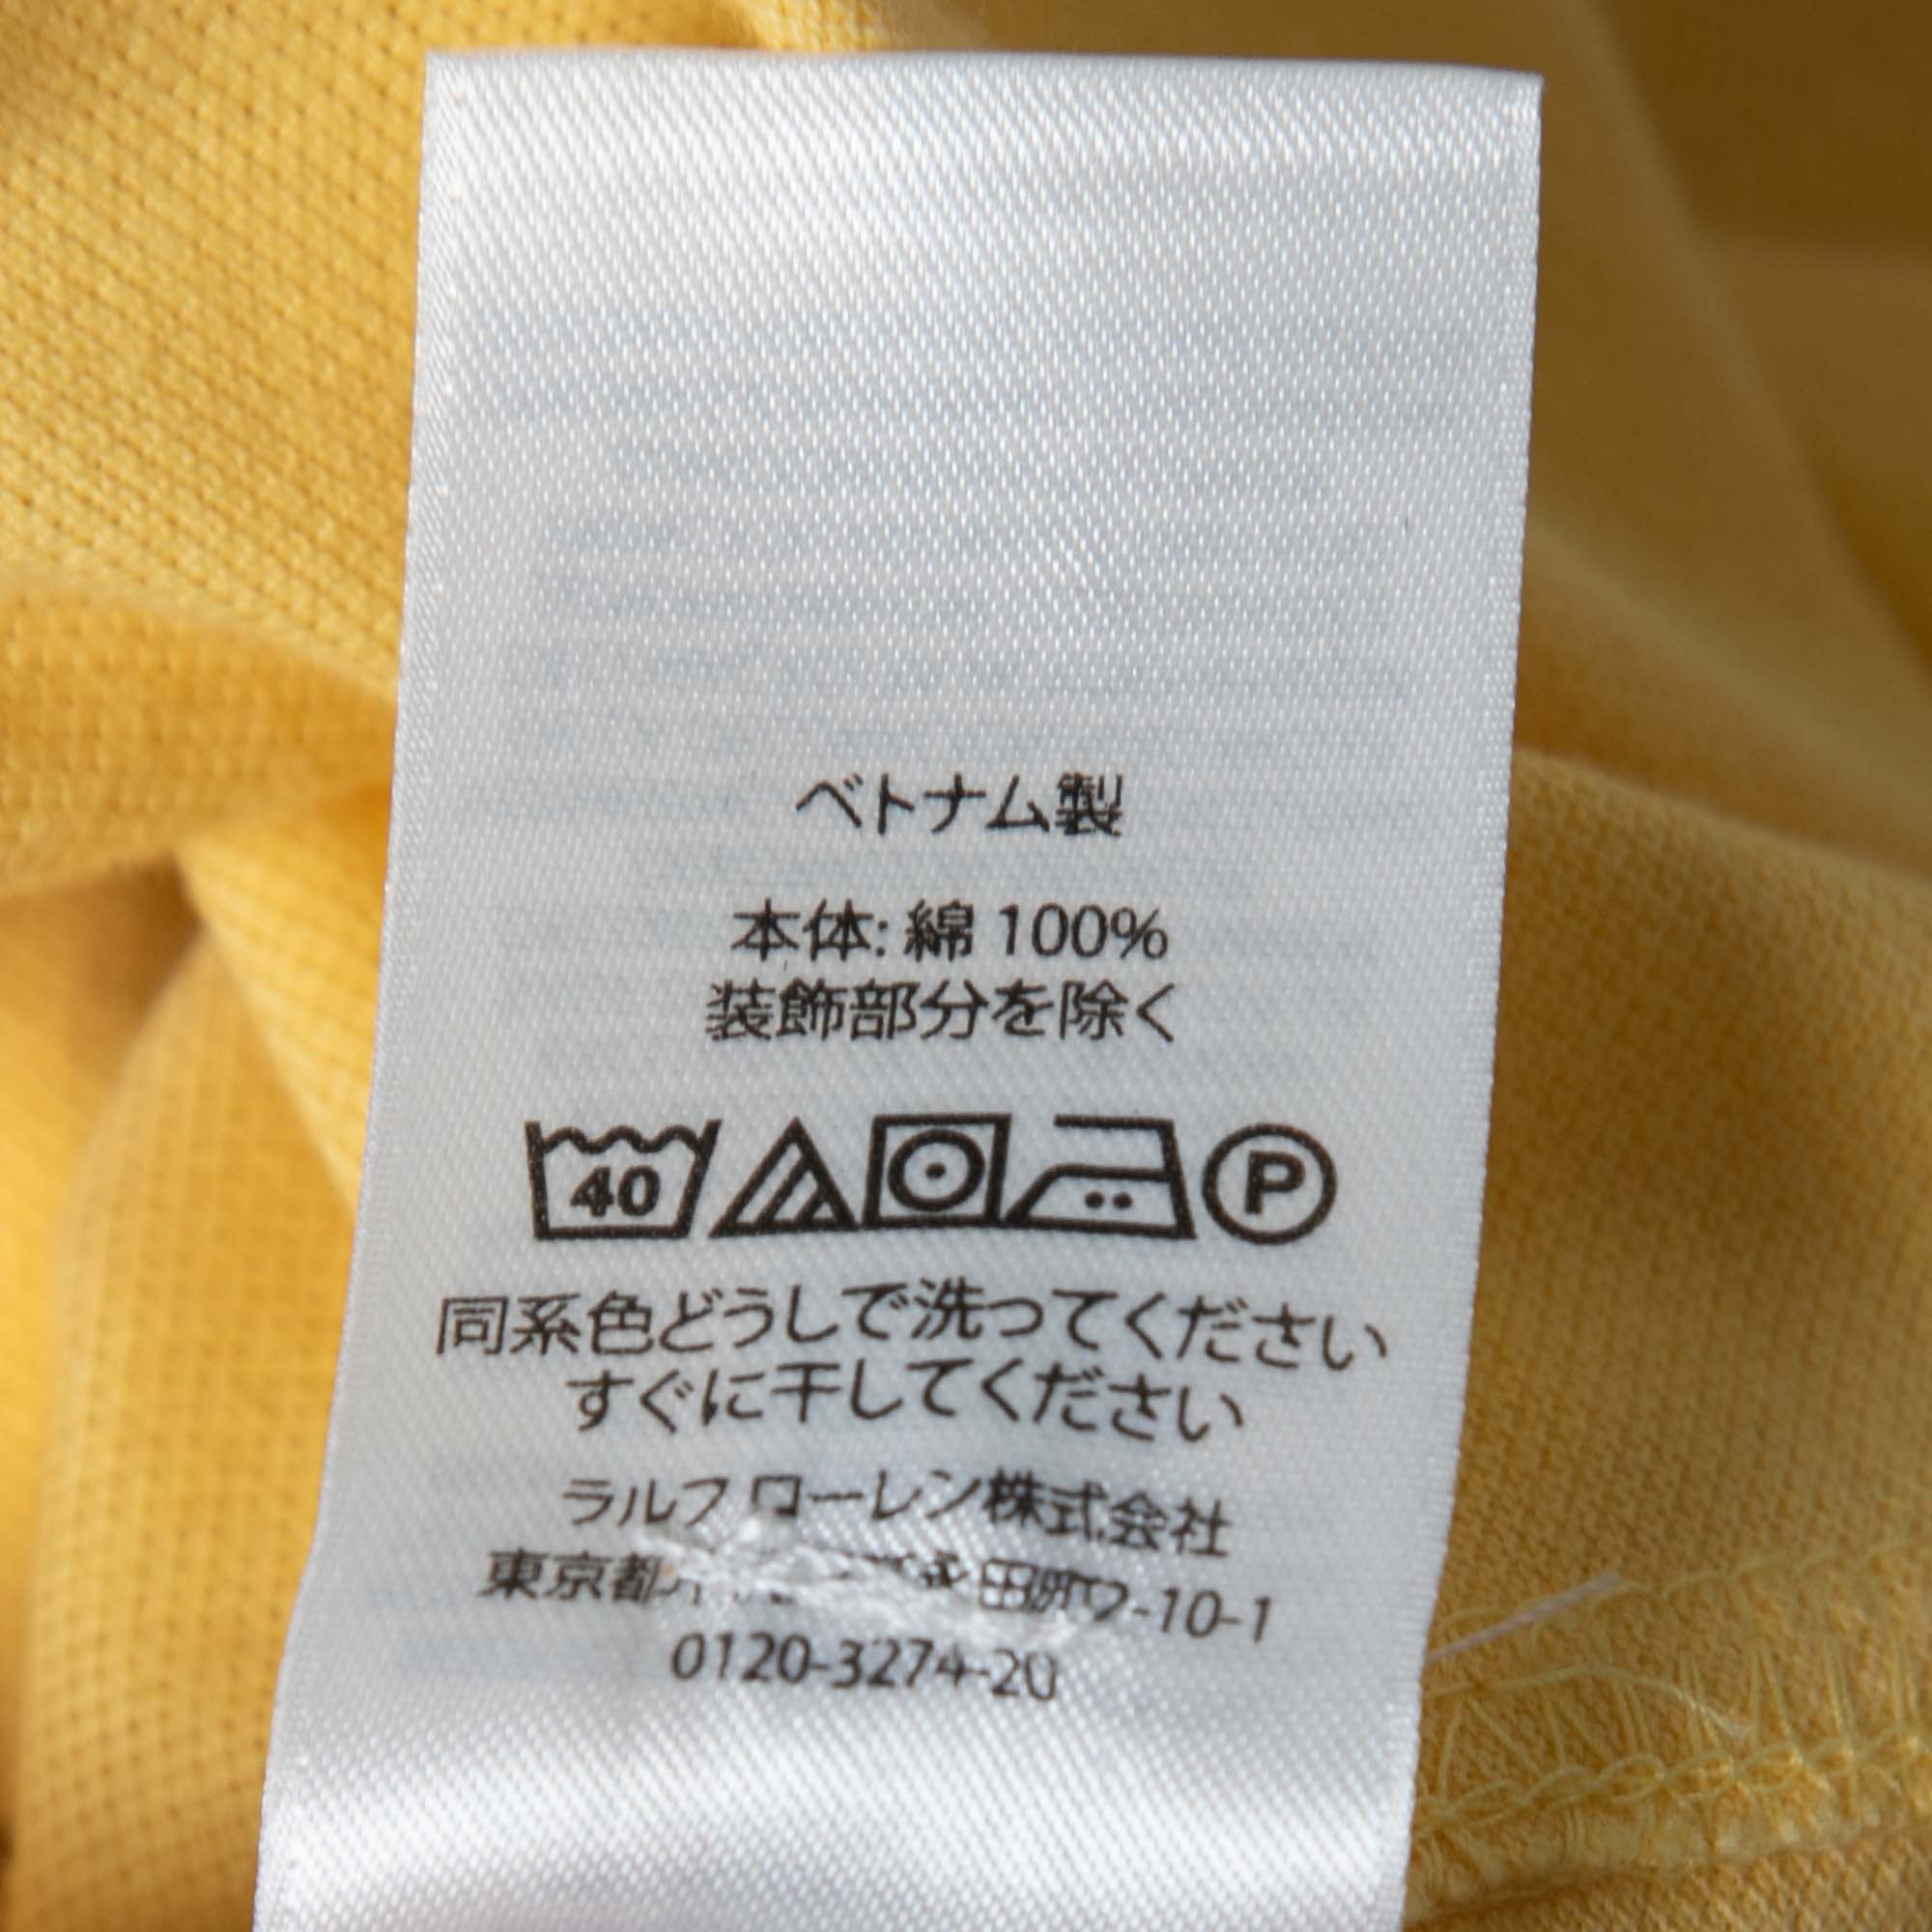 ベトナム製
本体: 綿 100%
装飾部分を除く
40 P
同系色どうしで洗ってください
すぐに干してください
ラルフ ローレン株式会社
東京都 田町2-10-1
0120-3274-20